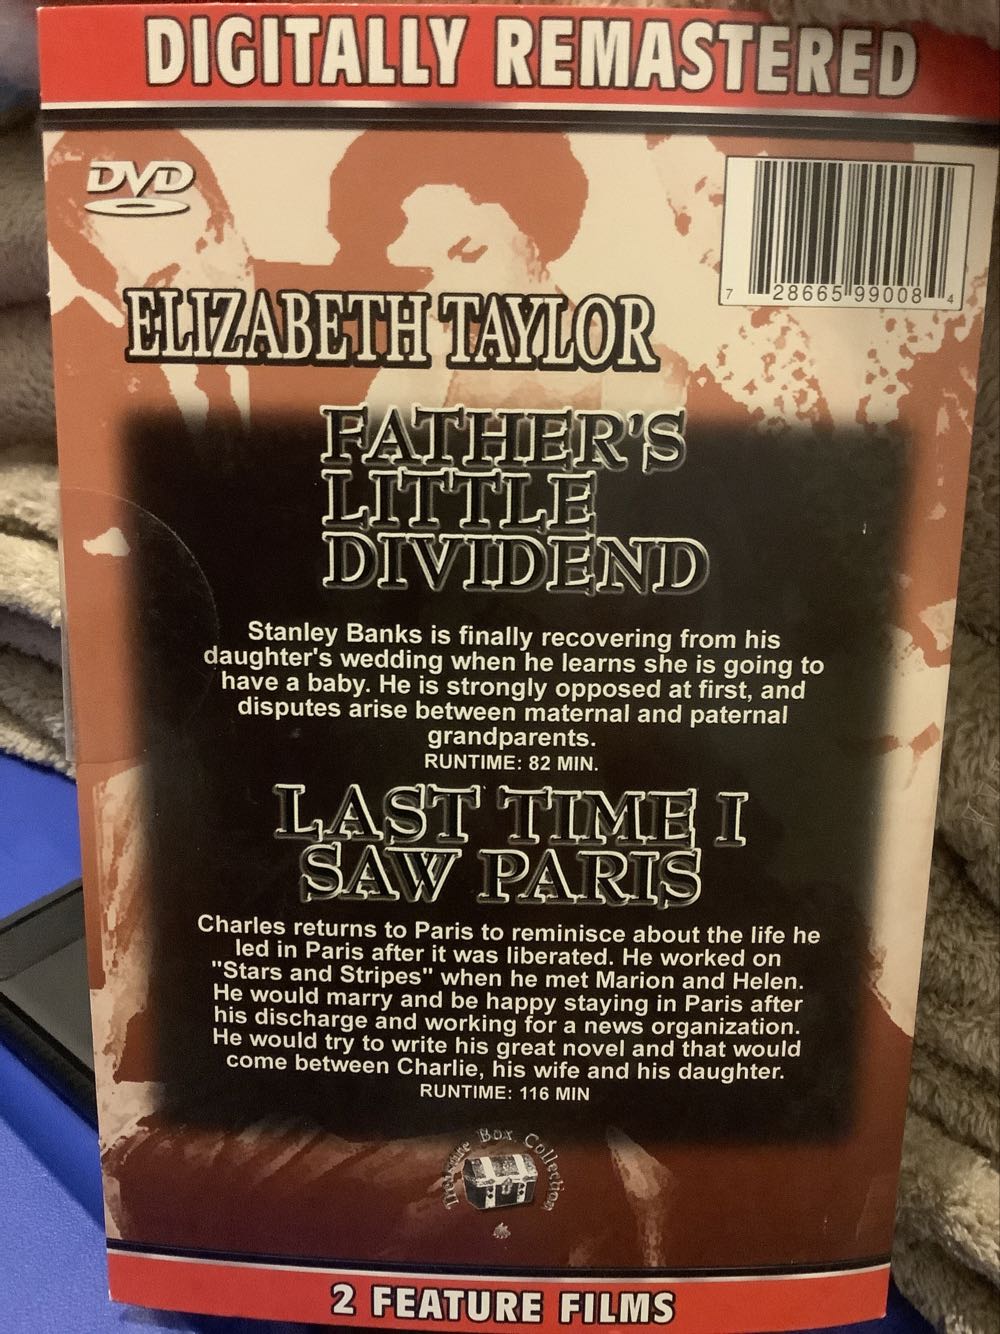 DIGITALLY REMASTERED
DVD
7 28665 99008 4
ELIZABETH TAYLOR
FATHER'S
LITTLE
DIVIDEND
Stanley Banks is finally recovering from his
daughter's wedding when he learns she is going to
have a baby. He is strongly opposed at first, and
disputes arise between maternal and paternal
grandparents.
RUNTIME: 82 MIN.
LAST TIME I
SAW PARIS
Charles returns to Paris to reminisce about the life he
led in Paris after it was liberated. He worked on
"Stars and Stripes" when he met Marion and Helen.
He would marry and be happy staying in Paris after
his discharge and working for a news organization.
He would try to write his great novel and that would
come between Charlie, his wife and his daughter.
RUNTIME: 116 MIN
Treasure Box Collection
2 FEATURE FILMS